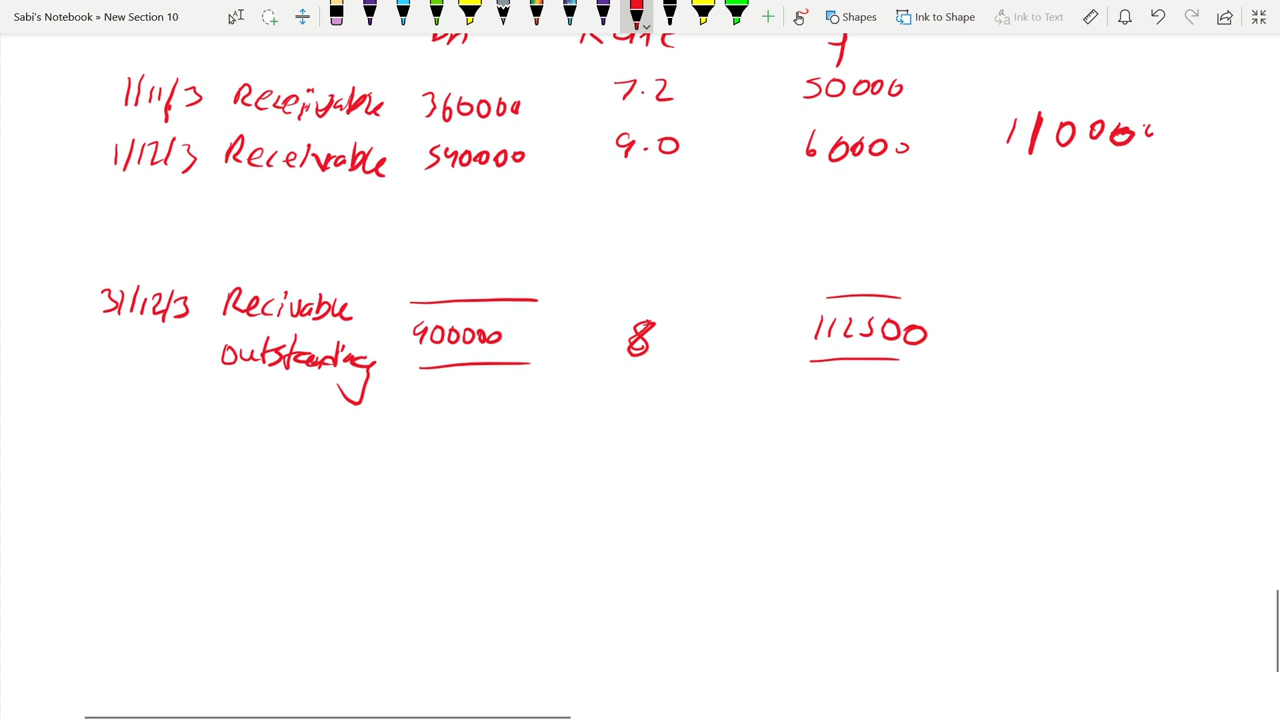 Sabi's Notebook » New Section 10
Shapes Ink to Shape Ink to Text
Rate
1/11/3 Receivable 360000 7.2 50000
1/12/3 Receivable 540000 9.0 60000 110000
31/12/3 Recivable
outstanding 900000 8 112500